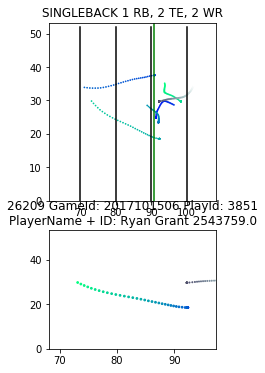 SINGLEBACK 1 RB, 2 TE, 2 WR
50
40
30
20
10
0
70 80 90 100
26209 GameId: 2017101506 PlayId: 3851
PlayerName + ID: Ryan Grant 2543759.0
40
20
0
70 80 90